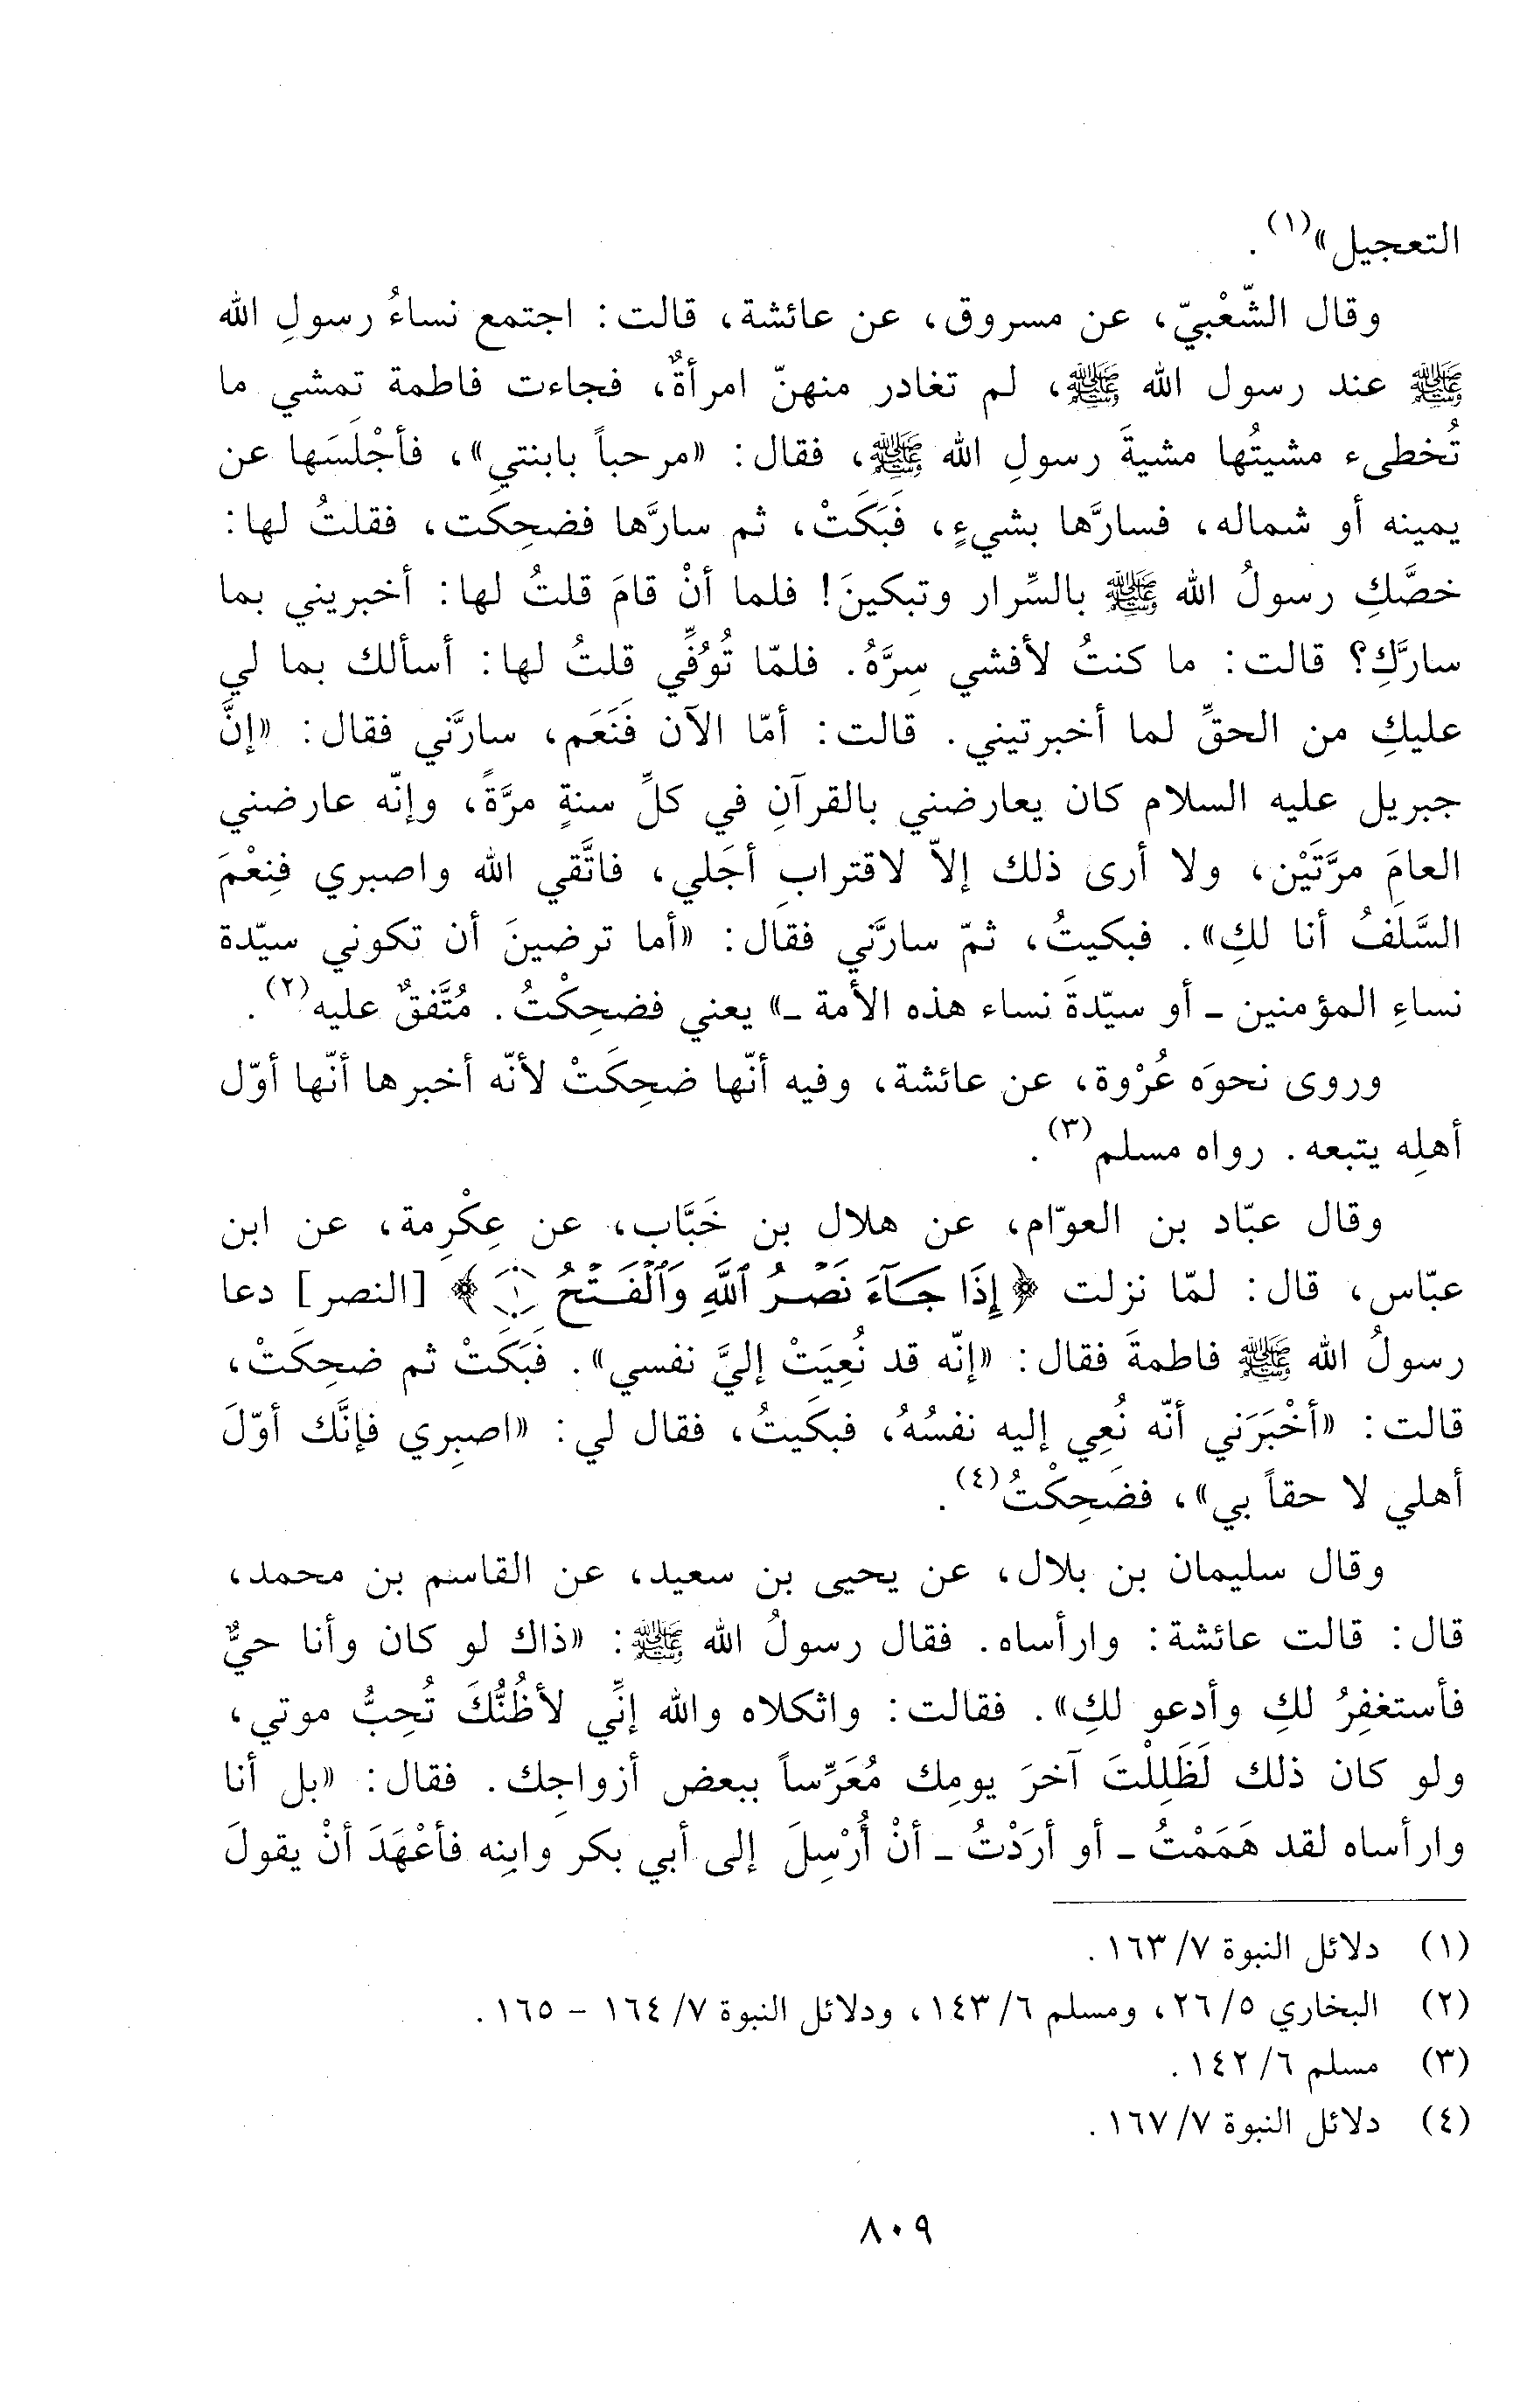 التعجيل»(١).
وقال الشّعْبيّ، عن مسروق، عن عائشة، قالت: اجتمع نساءُ رسولِ الله
ﷺ عند رسول الله ﷺ، لم تغادر منهنّ امرأةٌ، فجاءت فاطمة تمشي ما
تُخطىء مشيتُها مشيةَ رسولِ الله ﷺ، فقال: «مرحباً بابنتي»، فأجْلَسَها عن
يمينه أو شماله، فسارَّها بشيءٍ، فَبَكَتْ، ثم سارَّها فضحِكَت، فقلتُ لها:
خصَّكِ رسولُ الله ﷺ بالسِّرار وتبكينَ! فلما أنْ قامَ قلتُ لها: أخبريني بما
سارَّكِ؟ قالت: ما كنتُ لأفشي سِرَّهُ. فلمّا تُوُفِّي قلتُ لها: أسألك بما لي
عليكِ من الحقِّ لما أخبرتيني. قالت: أمّا الآن فَنَعَم، سارَّني فقال: «إنَّ
جبريل عليه السلام كان يعارضني بالقرآنِ في كلِّ سنةٍ مرَّةً، وإنّه عارضني
العامَ مرَّتَيْن، ولا أرى ذلك إلاّ لاقترابِ أجَلي، فاتَّقي الله واصبري فنِعْمَ
السَّلَفُ أنا لكِ». فبكيتُ، ثمّ سارَّني فقال: «أما ترضينَ أن تكوني سيّدة
نساءِ المؤمنين ـ أو سيّدةَ نساء هذه الأمة ـ» يعني فضحِكْتُ. مُتَّفقٌ عليه(٢).
وروى نحوَه عُرْوة، عن عائشة، وفيه أنّها ضحِكَتْ لأنّه أخبرها أنّها أوّل
أهلِه يتبعه. رواه مسلم(٣).
وقال عبّاد بن العوّام، عن هلال بن خَبَّاب، عن عِكْرِمة، عن ابن
عبّاس، قال: لمّا نزلت ﴿إِذَا جَآءَ نَصْرُ ٱللَّهِ وَٱلْفَتْحُ ۝١﴾ [النصر] دعا
رسولُ الله ﷺ فاطمةَ فقال: «إنّه قد نُعِيَتْ إليَّ نفسي». فبَكَتْ ثم ضحِكَتْ،
قالت: «أخْبَرَني أنّه نُعِي إليه نفسُهُ، فبكَيتُ، فقال لي: «اصبِري فإنَّك أوّلَ
أهلي لا حقاً بي»، فضَحِكْتُ(٤).
وقال سليمان بن بلال، عن يحيى بن سعيد، عن القاسم بن محمد،
قال: قالت عائشة: وارأساه. فقال رسولُ الله ﷺ: «ذاك لو كان وأنا حيٌّ
فأستغفِرُ لكِ وأدعو لكِ». فقالت: واثكلاه والله إنِّي لأظُنُّكَ تُحِبُّ موتي،
ولو كان ذلك لَظَلِلْتَ آخرَ يومِك مُعَرِّساً ببعض أزواجِك. فقال: «بل أنا
وارأساه لقد هَمَمْتُ ـ أو أرَدْتُ ـ أنْ أُرْسِلَ إلى أبي بكر وابنِه فأعْهَدَ أنْ يقولَ
(١) دلائل النبوة ٧/ ١٦٣.
(٢) البخاري ٥/ ٢٦، ومسلم ٦/ ١٤٣، ودلائل النبوة ٧/ ١٦٤ - ١٦٥.
(٣) مسلم ٦/ ١٤٢.
(٤) دلائل النبوة ٧/ ١٦٧.
٨٠٩